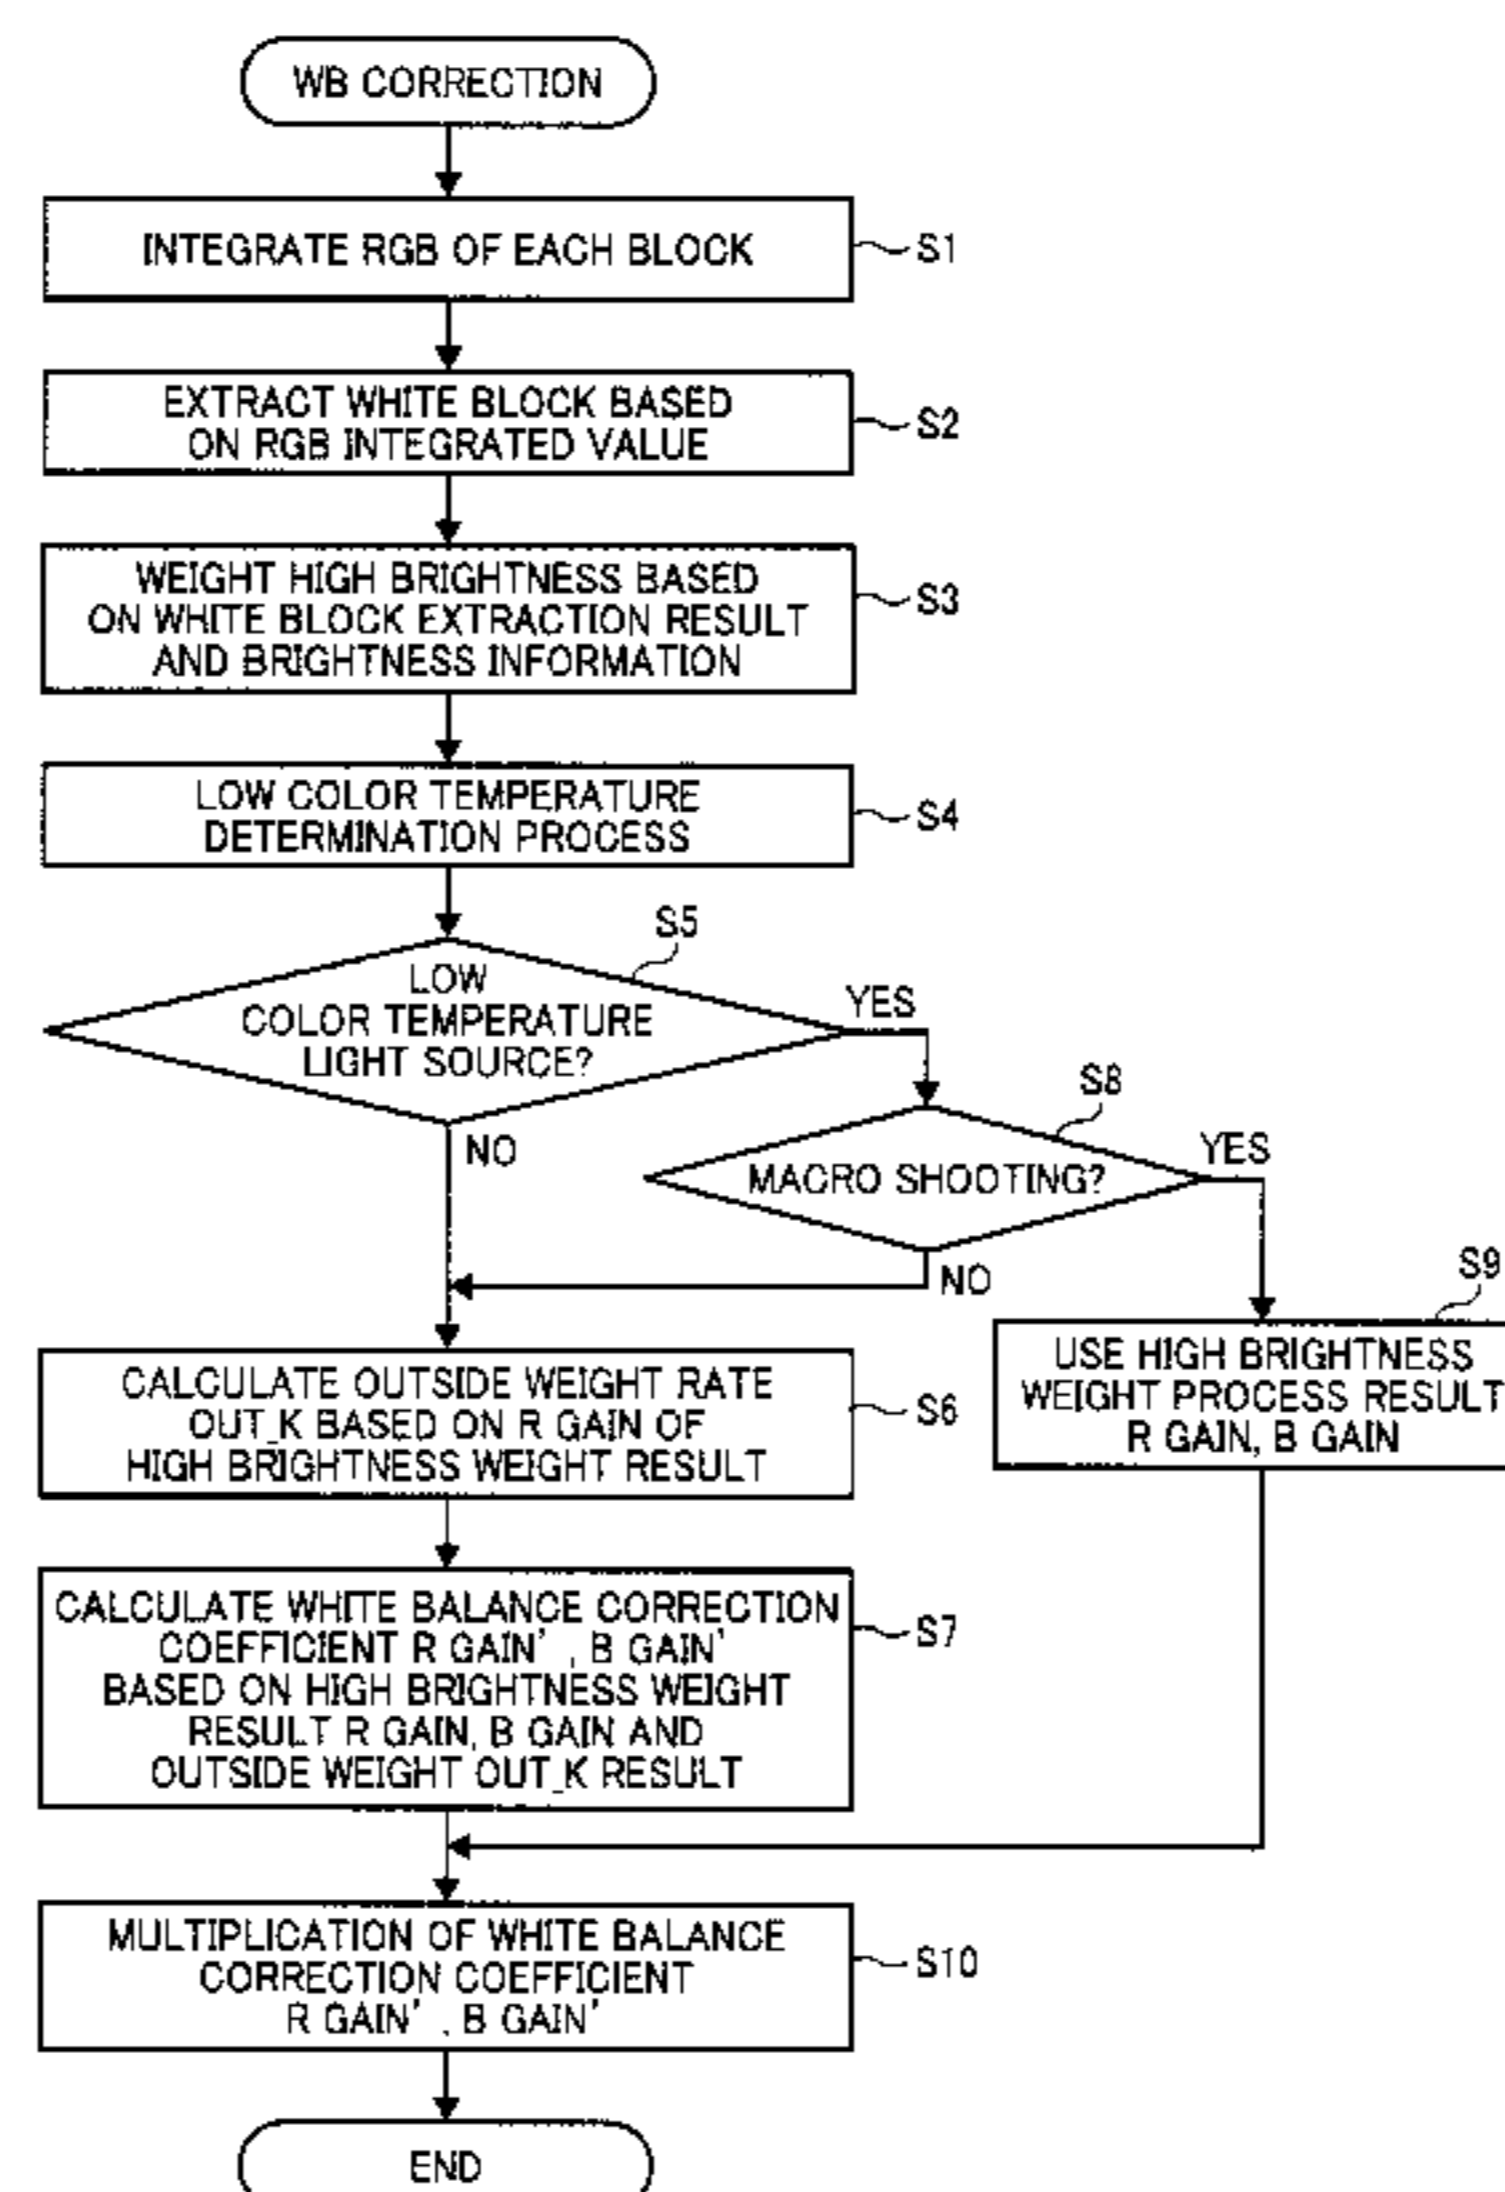 WB CORRECTION
INTEGRATE RGB OF EACH BLOCK
S1
EXTRACT WHITE BLOCK BASED
ON RGB INTEGRATED VALUE
S2
WEIGHT HIGH BRIGHTNESS BASED
ON WHITE BLOCK EXTRACTION RESULT
AND BRIGHTNESS INFORMATION
S3
LOW COLOR TEMPERATURE
DETERMINATION PROCESS
S4
S5
LOW
COLOR TEMPERATURE
LIGHT SOURCE?
YES
NO
S8
MACRO SHOOTING?
YES
NO
S9
USE HIGH BRIGHTNESS
WEIGHT PROCESS RESULT
R GAIN, B GAIN
CALCULATE OUTSIDE WEIGHT RATE
OUT_K BASED ON R GAIN OF
HIGH BRIGHTNESS WEIGHT RESULT
S6
CALCULATE WHITE BALANCE CORRECTION
COEFFICIENT R GAIN' , B GAIN'
BASED ON HIGH BRIGHTNESS WEIGHT
RESULT R GAIN, B GAIN AND
OUTSIDE WEIGHT OUT_K RESULT
S7
MULTIPLICATION OF WHITE BALANCE
CORRECTION COEFFICIENT
R GAIN' , B GAIN'
S10
END